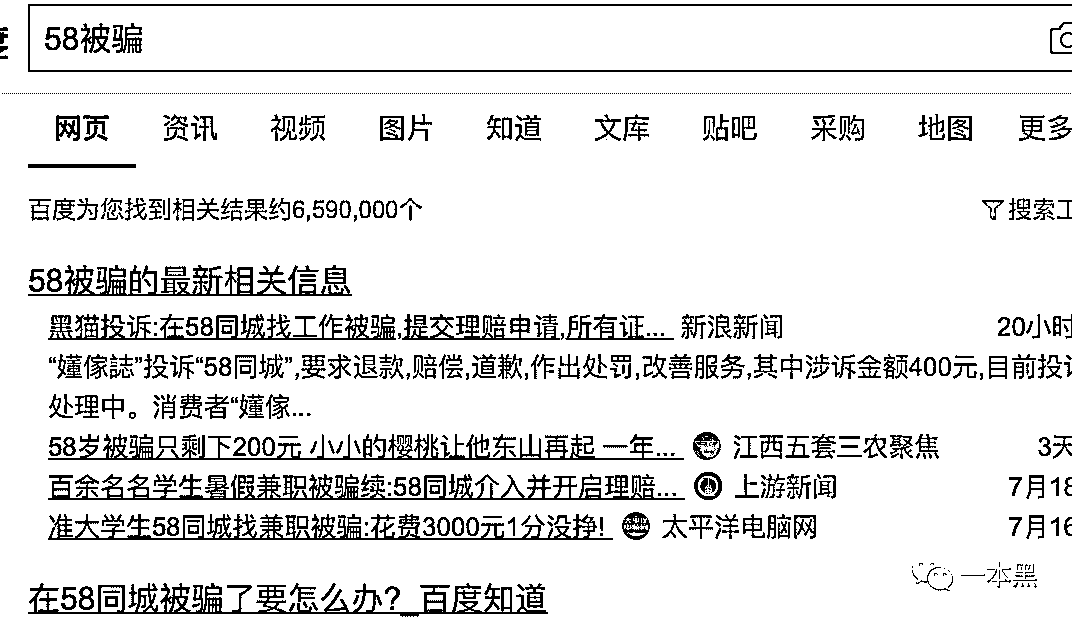 58被骗
网页 资讯 视频 图片 知道 文库 贴吧 采购 地图 更多
百度为您找到相关结果约6,590,000个 搜索工
58被骗的最新相关信息
黑猫投诉:在58同城找工作被骗,提交理赔申请,所有证... 新浪新闻 20小时
“嫤傢誌”投诉“58同城”,要求退款,赔偿,道歉,作出处罚,改善服务,其中涉诉金额400元,目前投诉
处理中。消费者“嫤傢...
58岁被骗只剩下200元 小小的樱桃让他东山再起 一年... 江西五套三农聚焦 3天
百余名名学生暑假兼职被骗续:58同城介入并开启理赔... 上游新闻 7月18
准大学生58同城找兼职被骗:花费3000元1分没挣! 太平洋电脑网 7月16
一本黑
在58同城被骗了要怎么办?_百度知道